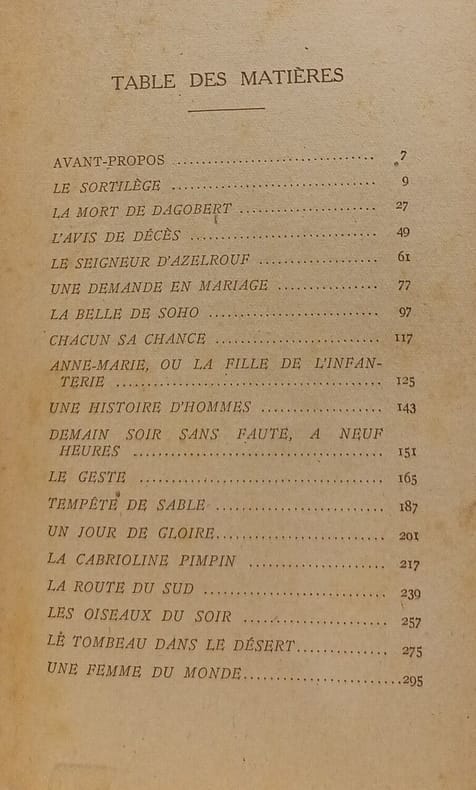 TABLE DES MATIÈRES
AVANT-PROPOS .............................. 7
LE SORTILÈGE .............................. 9
LA MORT DE DAGOBERT .................... 27
L'AVIS DE DÉCÈS ........................... 49
LE SEIGNEUR D'AZELROUF ................. 61
UNE DEMANDE EN MARIAGE .............. 77
LA BELLE DE SOHO ........................ 97
CHACUN SA CHANCE ....................... 117
ANNE-MARIE, OU LA FILLE DE L'INFAN-
TERIE ...................................... 125
UNE HISTOIRE D'HOMMES ................. 143
DEMAIN SOIR SANS FAUTE, A NEUF
HEURES .................................... 151
LE GESTE ................................... 165
TEMPÊTE DE SABLE ........................ 187
UN JOUR DE GLOIRE........................ 201
LA CABRIOLINE PIMPIN ................... 217
LA ROUTE DU SUD ......................... 239
LES OISEAUX DU SOIR .................... 257
LE TOMBEAU DANS LE DÉSERT............. 275
UNE FEMME DU MONDE.......................295